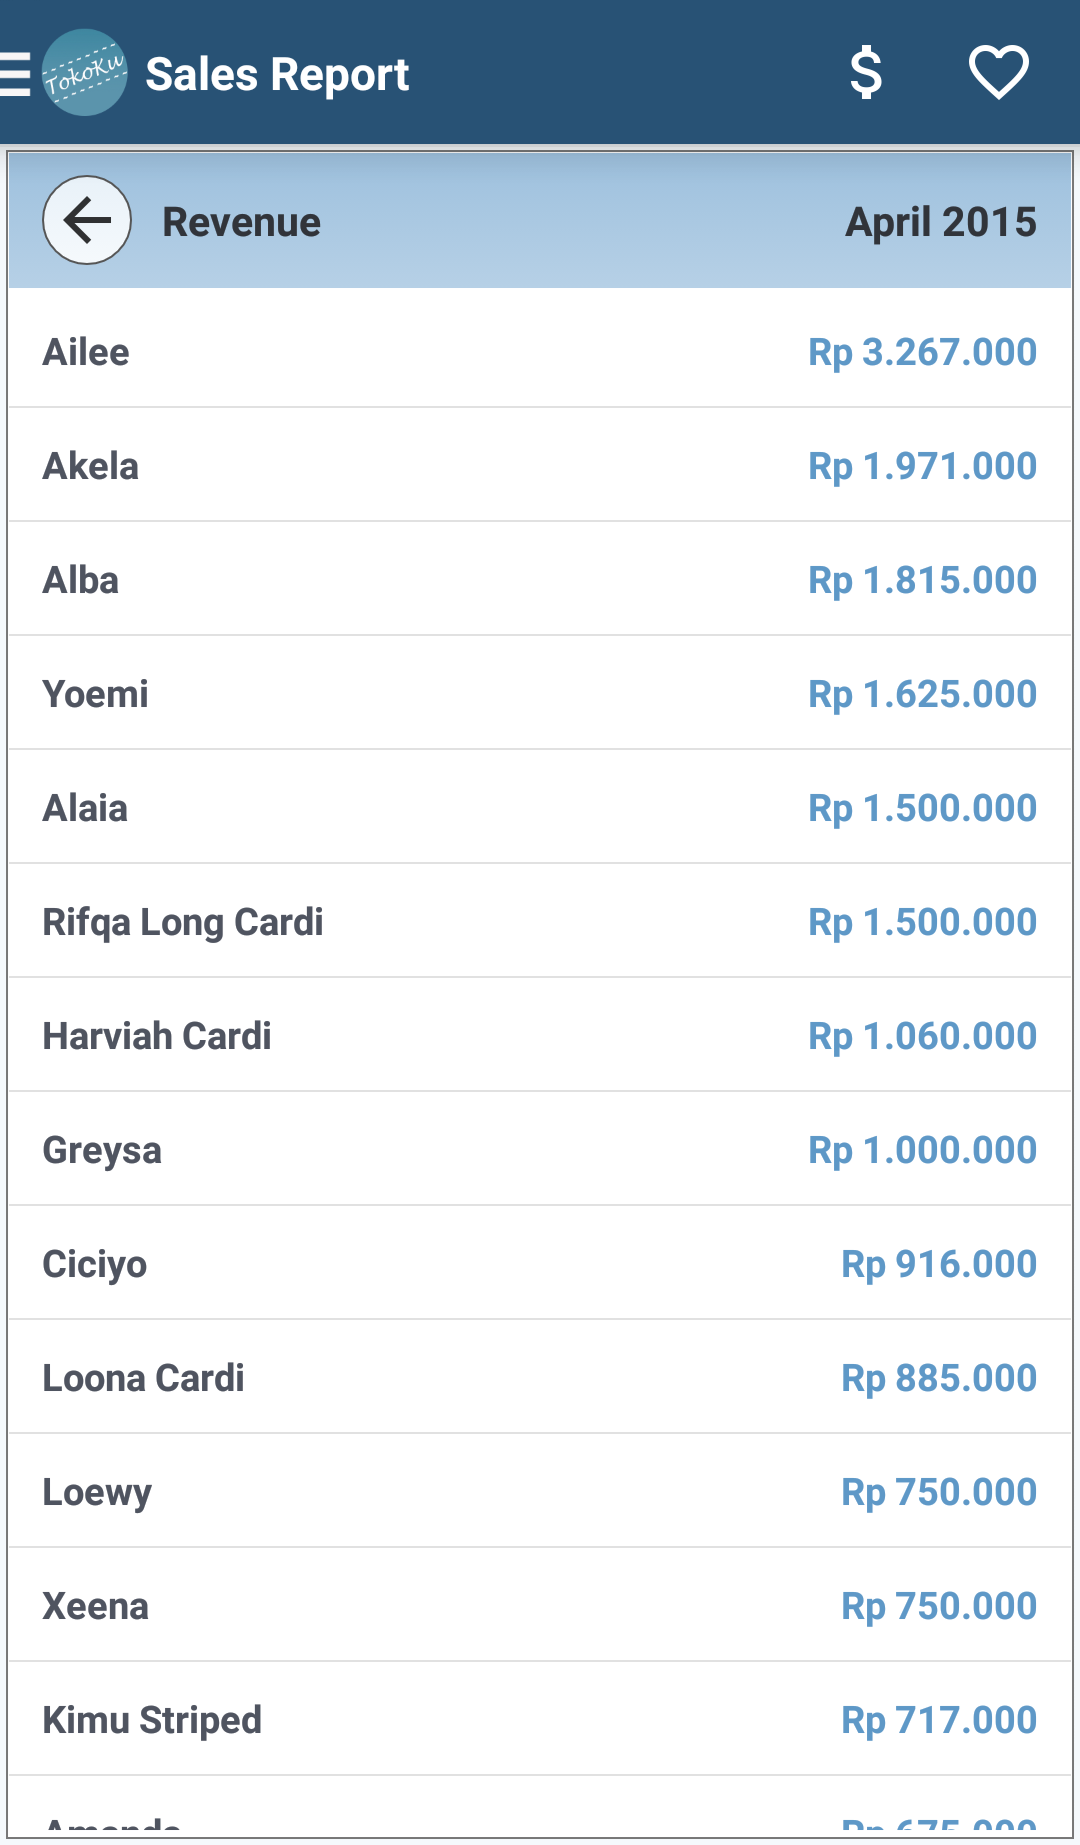 TokoKu
Sales Report
Revenue April 2015
Ailee Rp 3.267.000
Akela Rp 1.971.000
Alba Rp 1.815.000
Yoemi Rp 1.625.000
Alaia Rp 1.500.000
Rifqa Long Cardi Rp 1.500.000
Harviah Cardi Rp 1.060.000
Greysa Rp 1.000.000
Ciciyo Rp 916.000
Loona Cardi Rp 885.000
Loewy Rp 750.000
Xeena Rp 750.000
Kimu Striped Rp 717.000
Rp 675.000